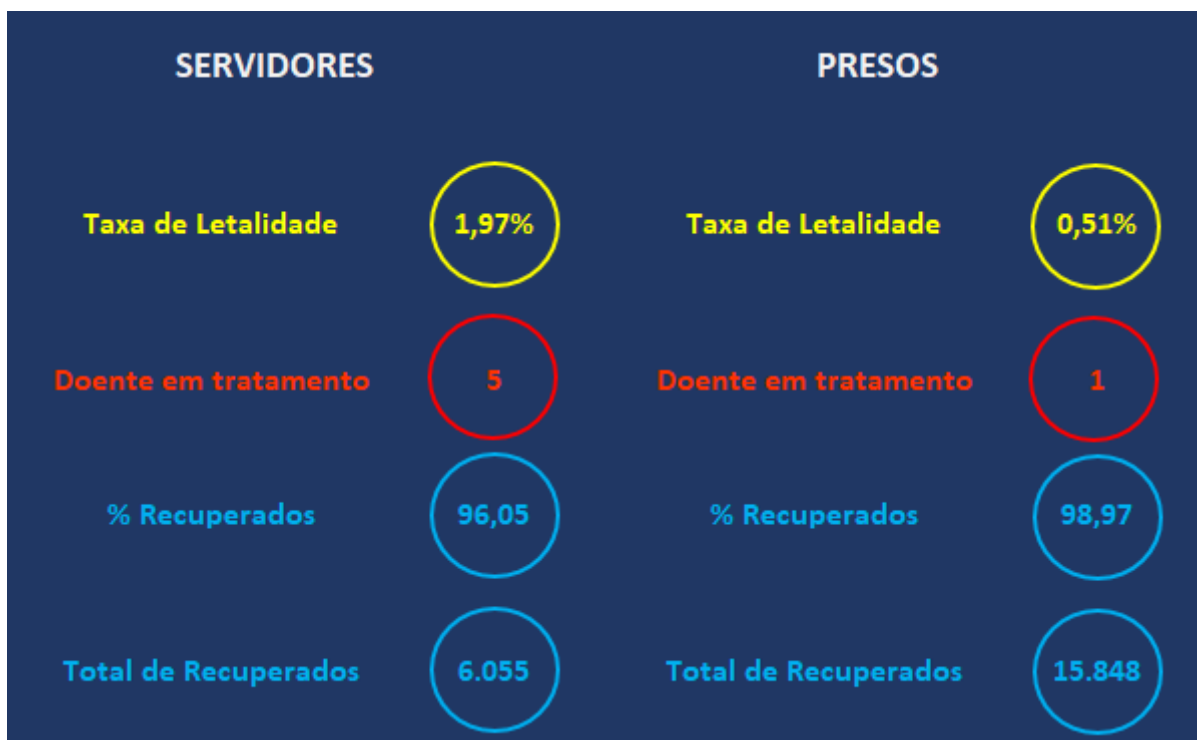 SERVIDORES
PRESOS
Taxa de Letalidade 1,97%
Taxa de Letalidade 0,51%
Doente em tratamento 5
Doente em tratamento 1
% Recuperados 96,05
% Recuperados 98,97
Total de Recuperados 6.055
Total de Recuperados 15.848